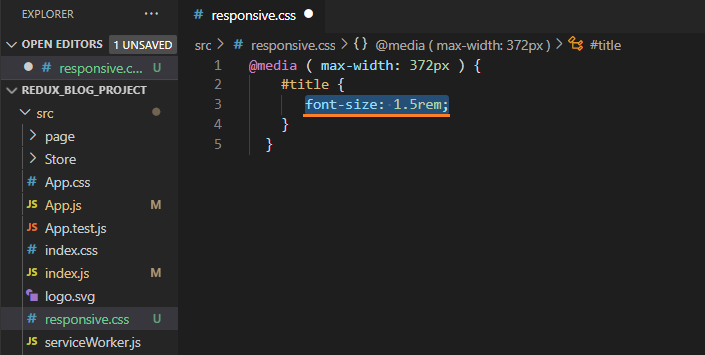 EXPLORER
OPEN EDITORS 1 UNSAVED
# responsive.c... U
REDUX_BLOG_PROJECT
src
page
Store
# App.css
JS App.js M
JS App.test.js
# index.css
JS index.js M
logo.svg
# responsive.css U
JS serviceWorker.js
# responsive.css
src > # responsive.css > {} @media ( max-width: 372px ) > #title
1 @media ( max-width: 372px ) {
2 #title {
3 font-size: 1.5rem;
4 }
5 }